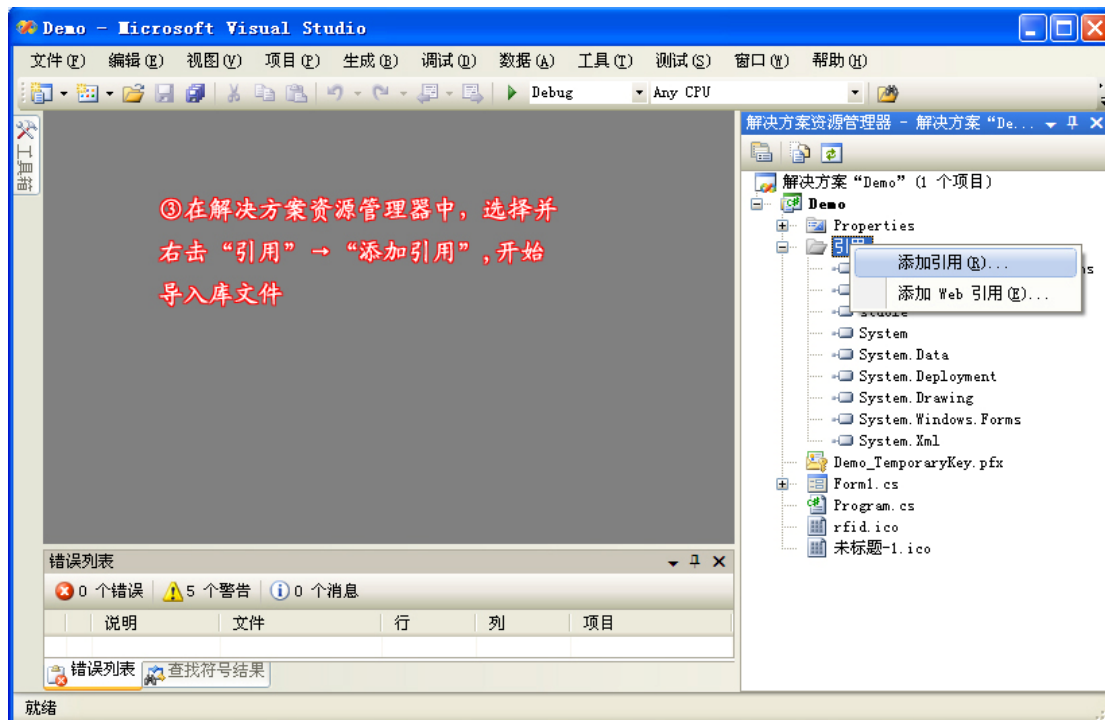 Demo - Microsoft Visual Studio
文件(F) 编辑(E) 视图(V) 项目(P) 生成(B) 调试(D) 数据(A) 工具(T) 测试(S) 窗口(W) 帮助(H)
Debug Any CPU
工具箱
③在解决方案资源管理器中，选择并
右击“引用”→“添加引用”,开始
导入库文件
解决方案资源管理器 - 解决方案“De...
解决方案“Demo”(1 个项目)
Demo
Properties
引用
添加引用(R)...
添加 Web 引用(E)...
System
System.Data
System.Deployment
System.Drawing
System.Windows.Forms
System.Xml
Demo_TemporaryKey.pfx
Form1.cs
Program.cs
rfid.ico
未标题-1.ico
错误列表
0 个错误 5 个警告 0 个消息
说明 文件 行 列 项目
错误列表 查找符号结果
就绪